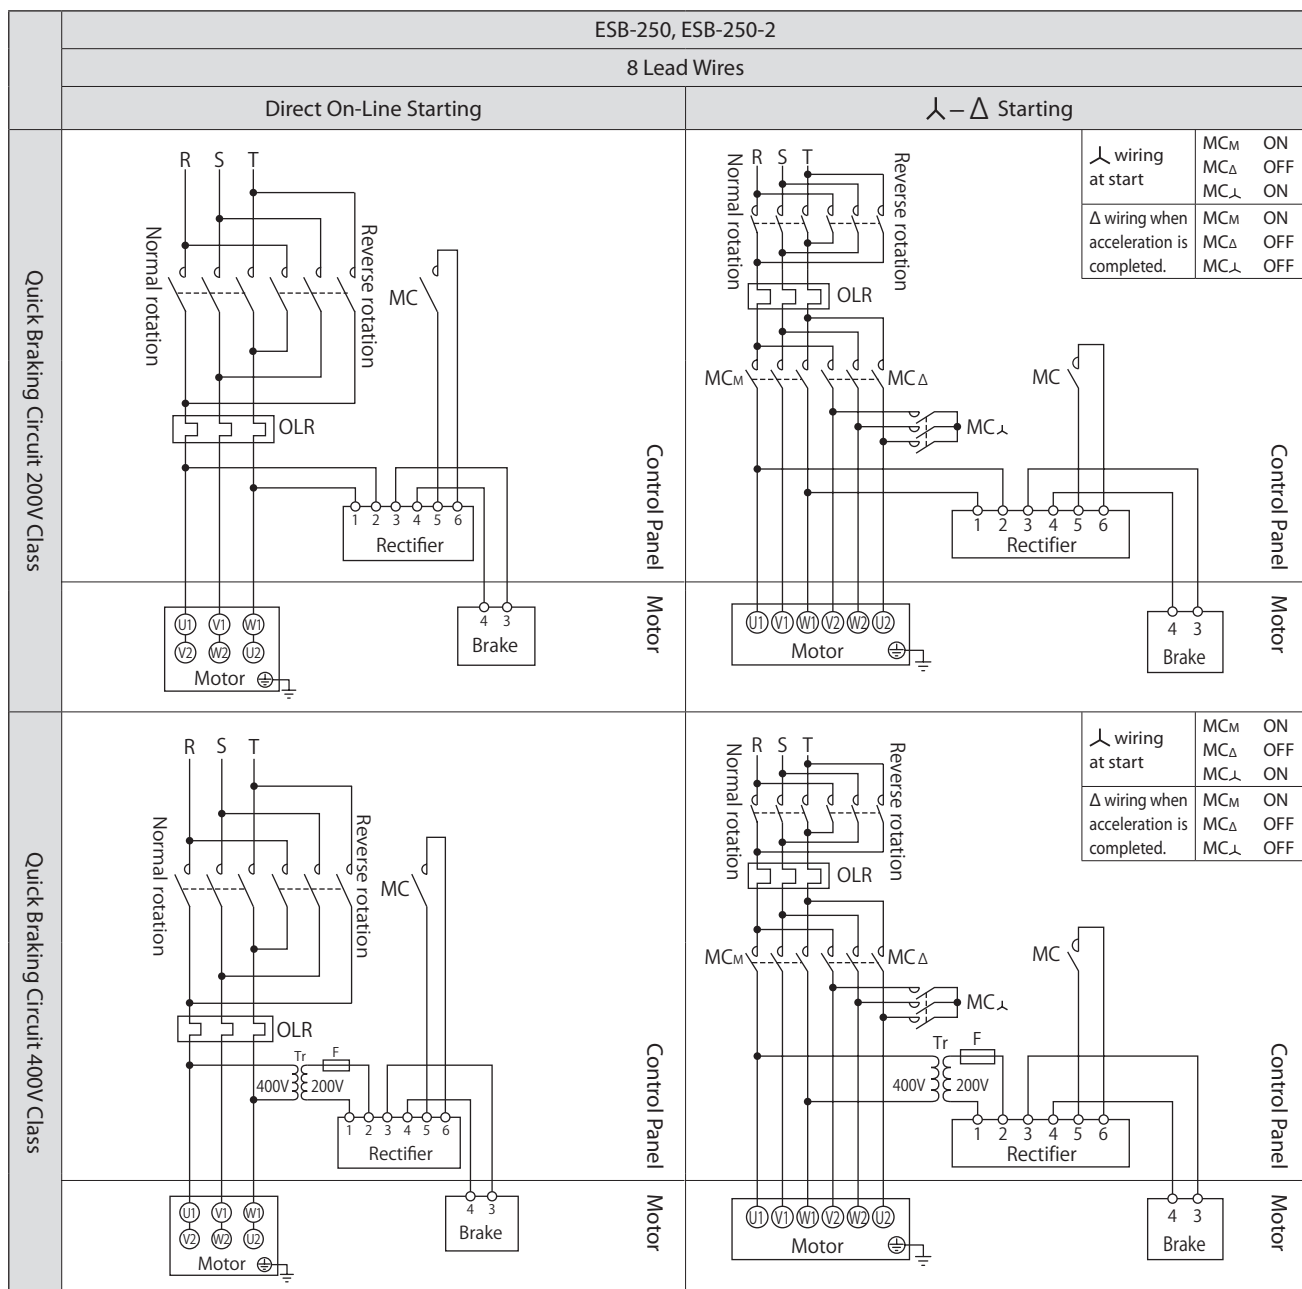 ESB-250, ESB-250-2
8 Lead Wires
Direct On-Line Starting
⅄ – Δ Starting
Quick Braking Circuit 200V Class
R S T
Normal rotation
Reverse rotation
MC
OLR
Control Panel
1 2 3 4 5 6
Rectifier
Motor
U1 V1 W1
V2 W2 U2
Motor
4 3
Brake
R S T
Normal rotation
Reverse rotation
⅄ wiring
at start
MCM ON
MCΔ OFF
MC⅄ ON
Δ wiring when
acceleration is
completed.
MCM ON
MCΔ OFF
MC⅄ OFF
OLR
MCM
MCΔ
MC
MC⅄
Control Panel
1 2 3 4 5 6
Rectifier
Motor
U1 V1 W1 V2 W2 U2
Motor
4 3
Brake
Quick Braking Circuit 400V Class
R S T
Normal rotation
Reverse rotation
MC
OLR
Tr F
400V 200V
Control Panel
1 2 3 4 5 6
Rectifier
Motor
U1 V1 W1
V2 W2 U2
Motor
4 3
Brake
R S T
Normal rotation
Reverse rotation
⅄ wiring
at start
MCM ON
MCΔ OFF
MC⅄ ON
Δ wiring when
acceleration is
completed.
MCM ON
MCΔ OFF
MC⅄ OFF
OLR
MCM
MCΔ
MC
MC⅄
Tr F
400V 200V
Control Panel
1 2 3 4 5 6
Rectifier
Motor
U1 V1 W1 V2 W2 U2
Motor
4 3
Brake